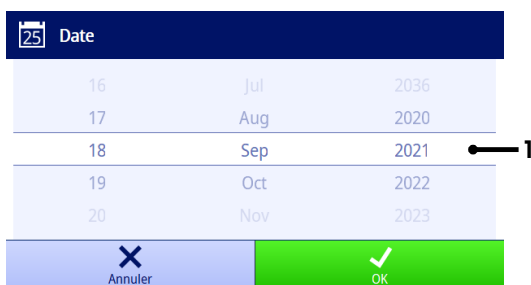 25 Date
16 Jul 2036
17 Aug 2020
18 Sep 2021
19 Oct 2022
20 Nov 2023
1
Annuler OK